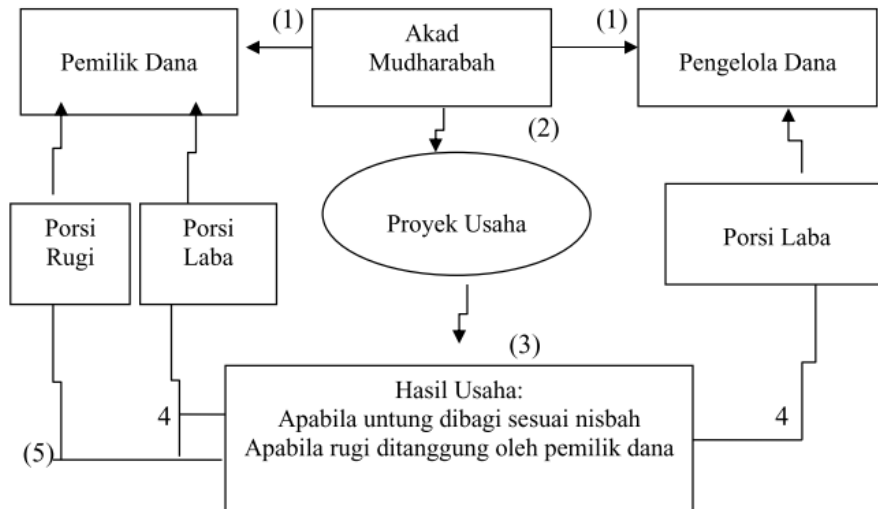 (1)
(1)
Pemilik Dana
Akad
Mudharabah
Pengelola Dana
(2)
Porsi
Rugi
Porsi
Laba
Proyek Usaha
Porsi Laba
(3)
Hasil Usaha:
Apabila untung dibagi sesuai nisbah
Apabila rugi ditanggung oleh pemilik dana
4
4
(5)